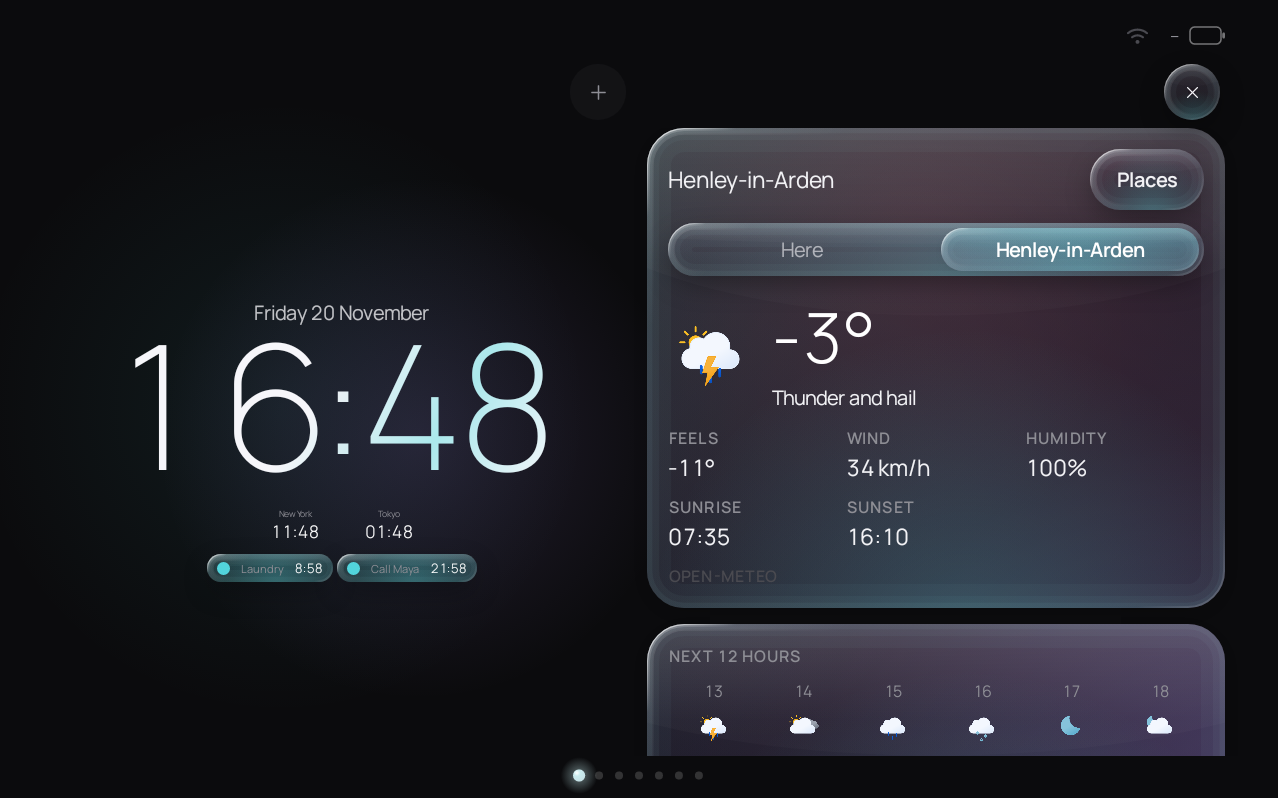 Friday 20 November
16:48
New York
11:48
Tokyo
01:48
Laundry 8:58
Call Maya 21:58
Henley-in-Arden
Places
Here
Henley-in-Arden
-3°
Thunder and hail
FEELS
-11°
WIND
34 km/h
HUMIDITY
100%
SUNRISE
07:35
SUNSET
16:10
OPEN-METEO
NEXT 12 HOURS
13 14 15 16 17 18